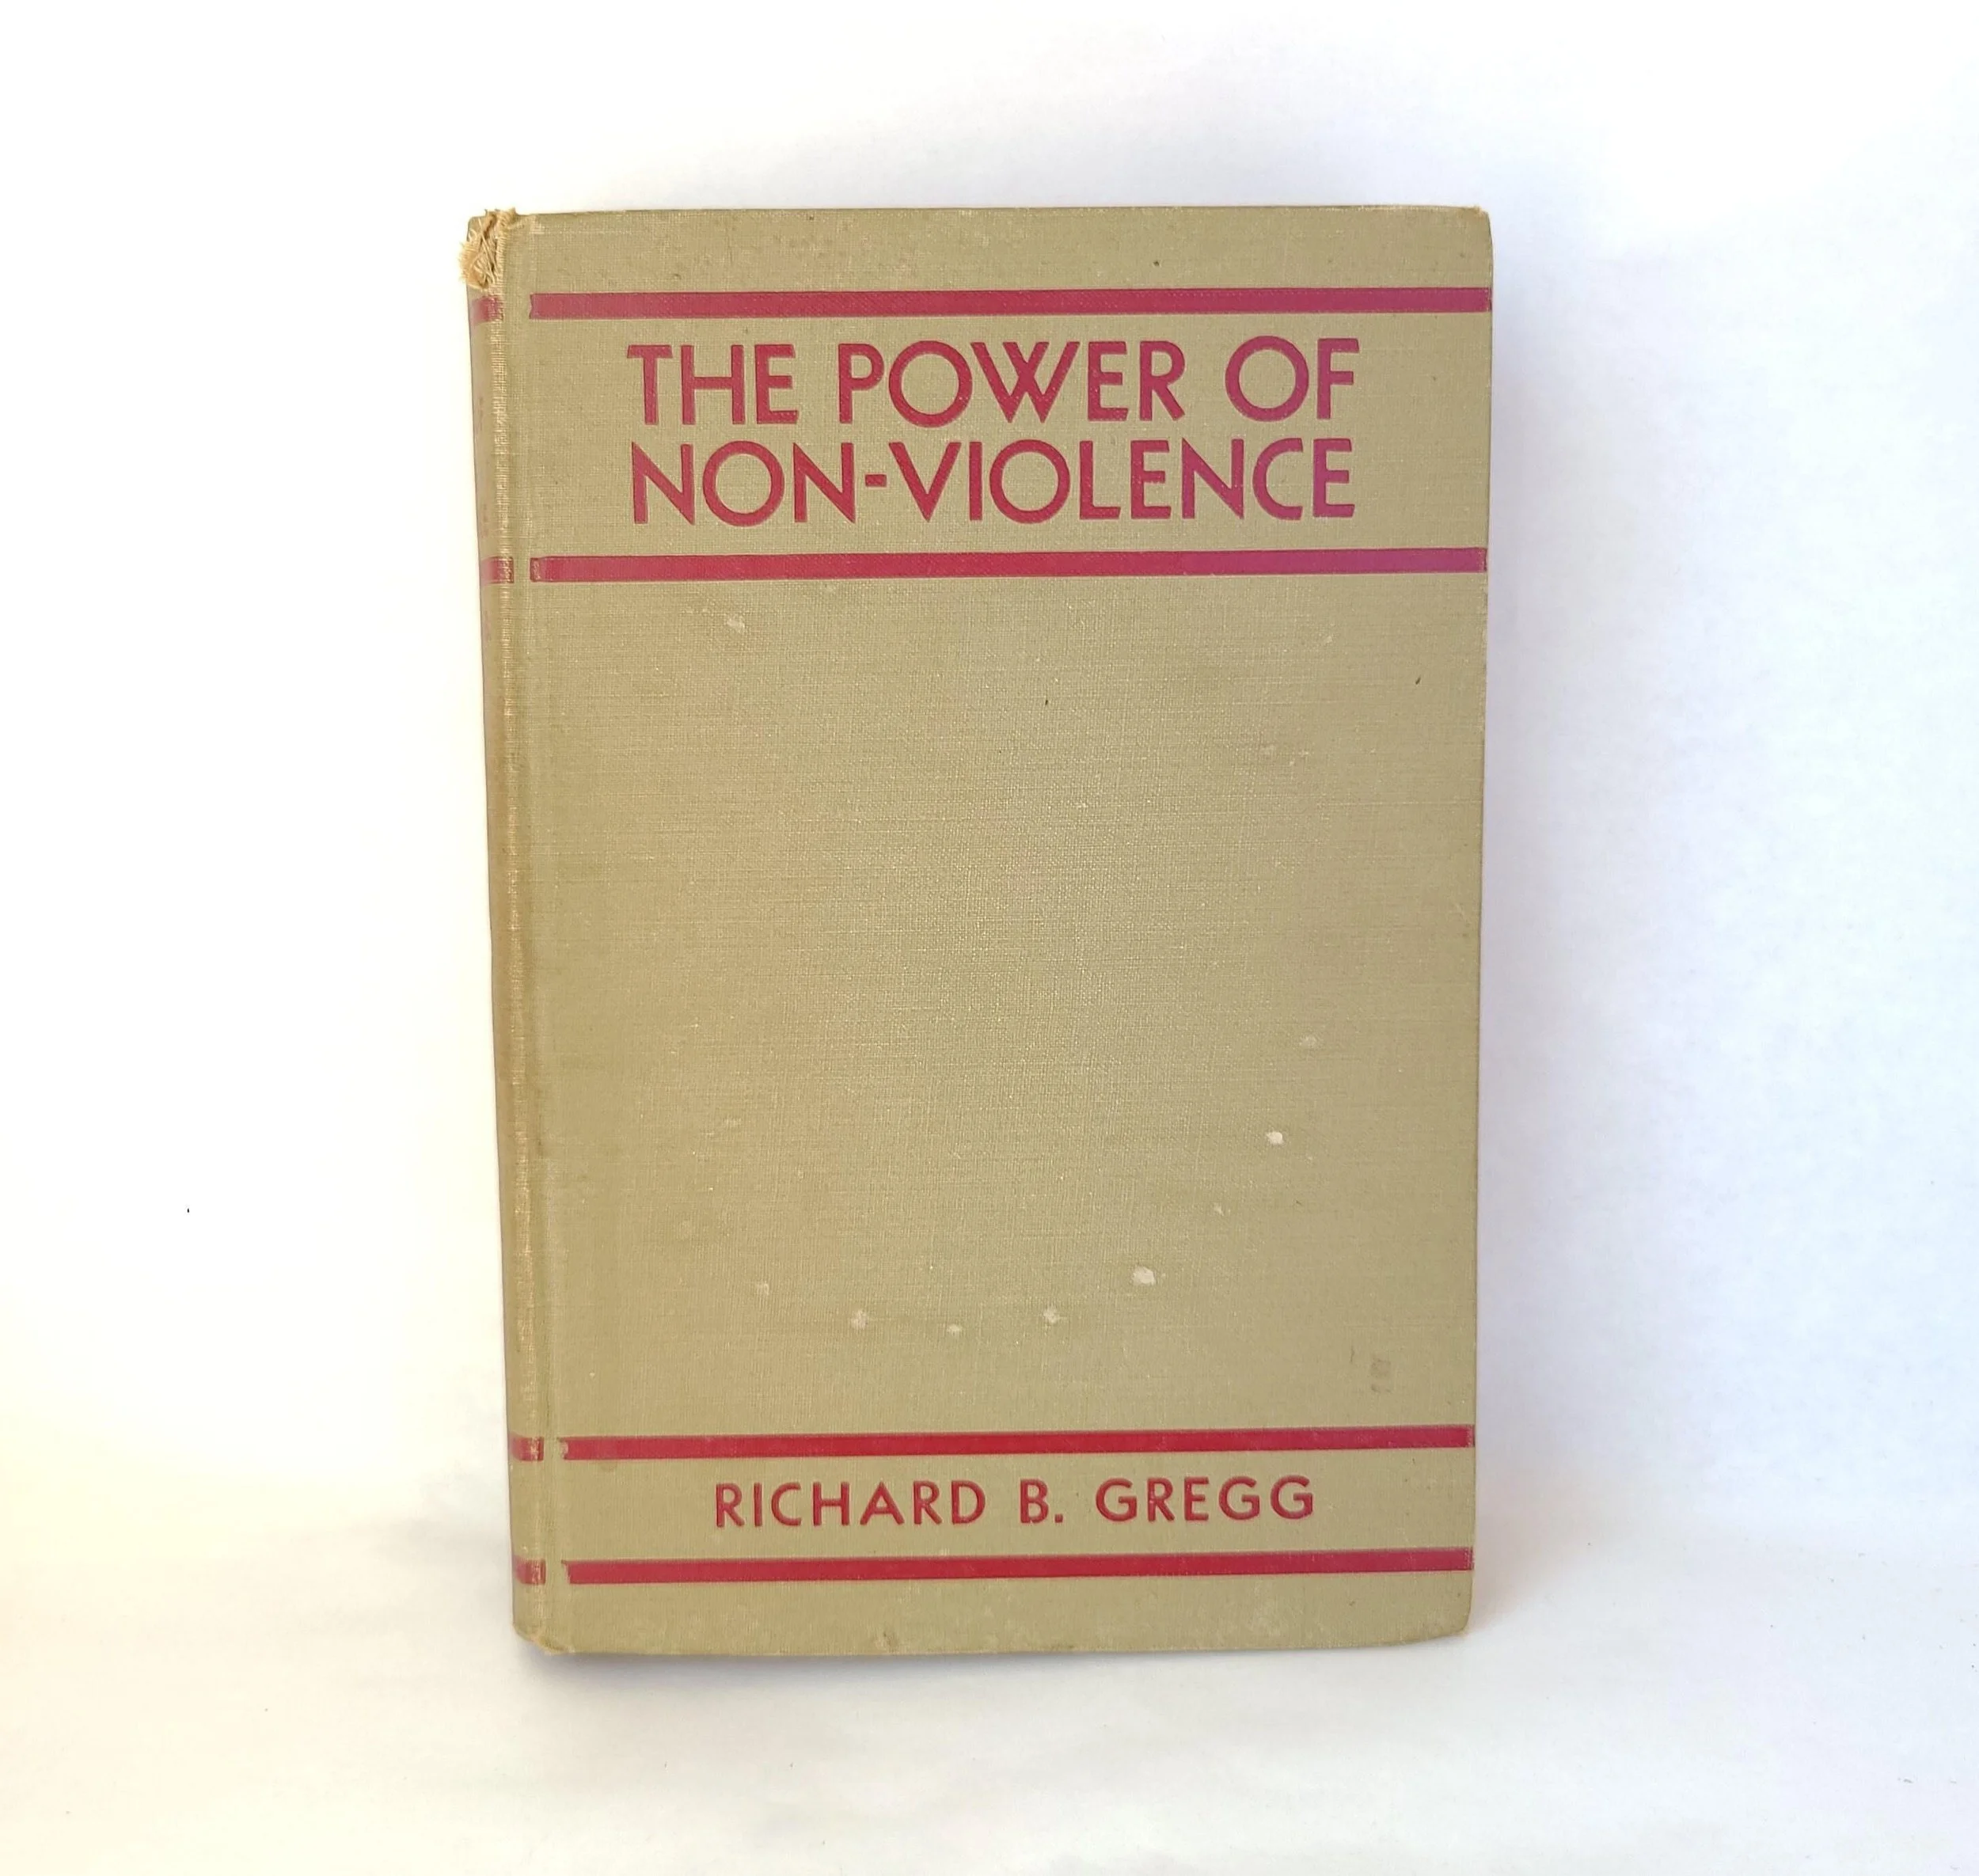 THE POWER OF
NON-VIOLENCE
RICHARD B. GREGG